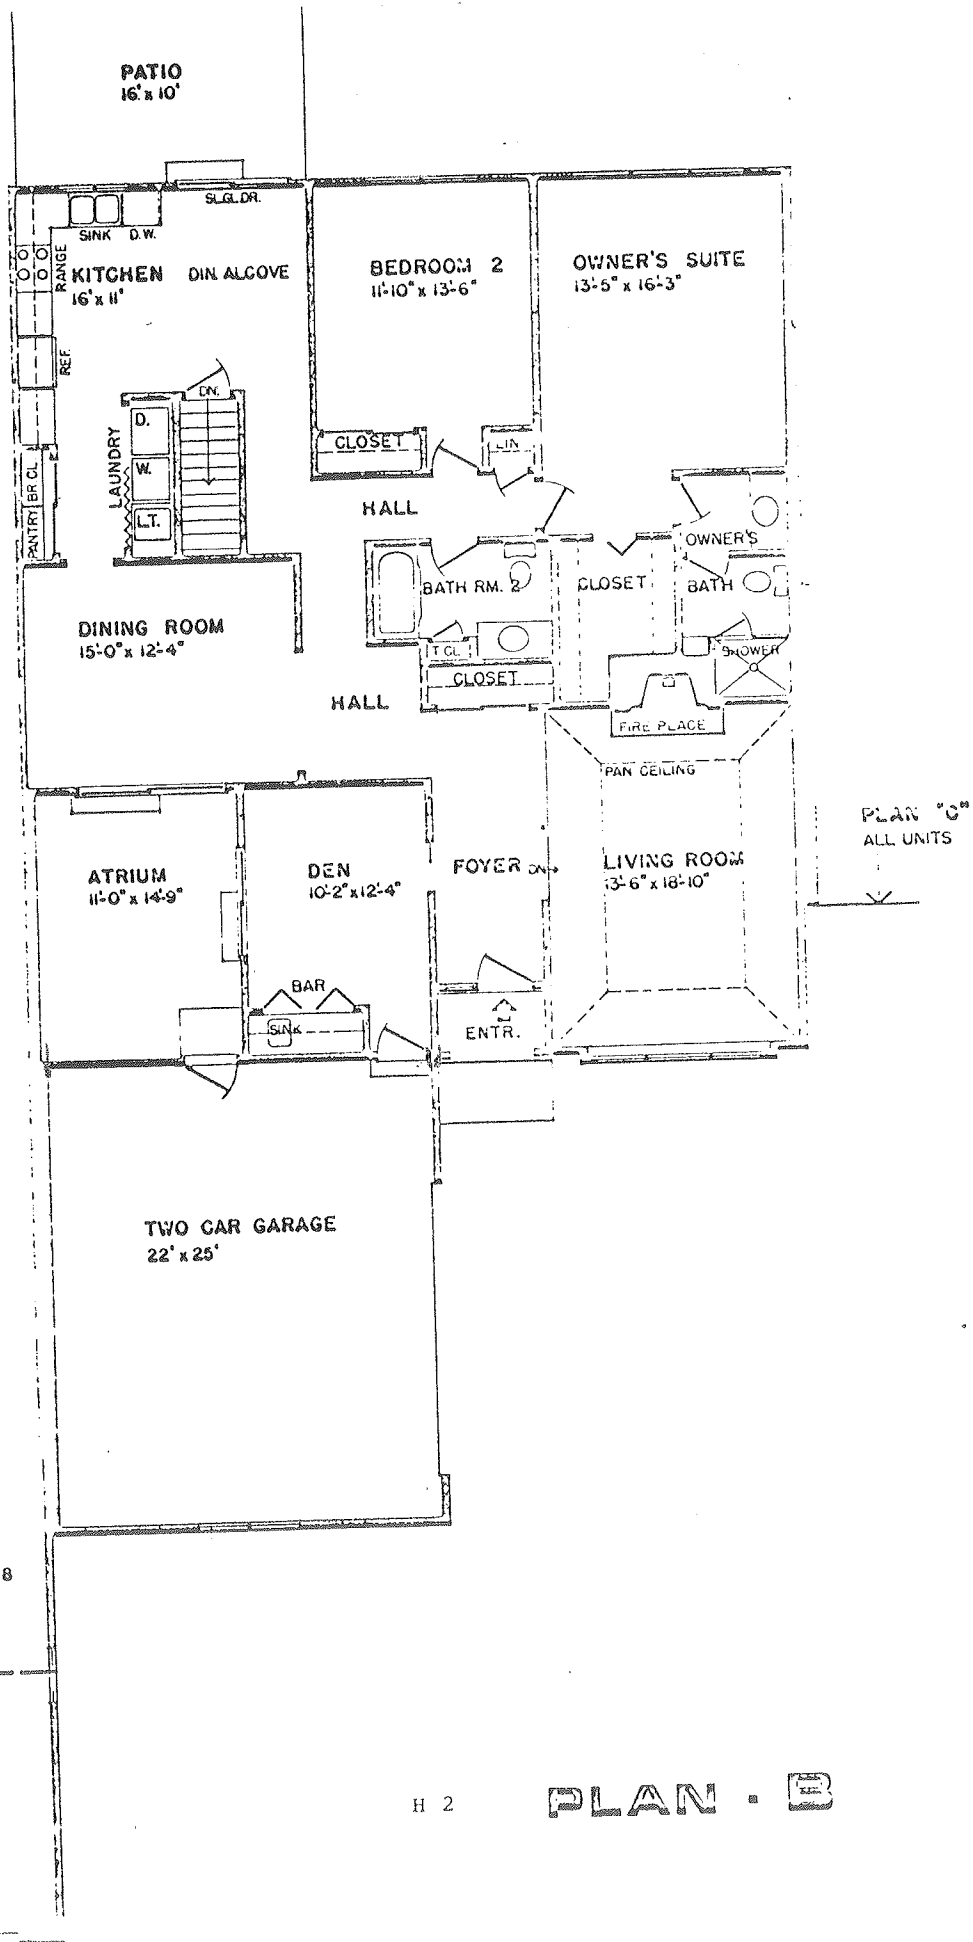 PATIO
16' x 10'
SL.GL.DR.
SINK D.W.
RANGE
KITCHEN
16' x 11'
DIN. ALCOVE
BEDROOM 2
11'-10" x 13'-6"
OWNER'S SUITE
13'-5" x 16'-3"
REF.
DN.
D.
W.
L.T.
LAUNDRY
BR. CL.
PANTRY
CLOSET
LIN
HALL
OWNER'S
BATH
CLOSET
BATH RM. 2
SHOWER
T CL.
CLOSET
DINING ROOM
15'-0" x 12'-4"
HALL
FIRE PLACE
PAN CEILING
PLAN "C"
ALL UNITS
ATRIUM
11'-0" x 14'-9"
DEN
10'-2" x 12'-4"
FOYER
DN
LIVING ROOM
13'-6" x 18'-10"
BAR
SINK
ENTR.
TWO CAR GARAGE
22' x 25'
8
H 2
PLAN · B